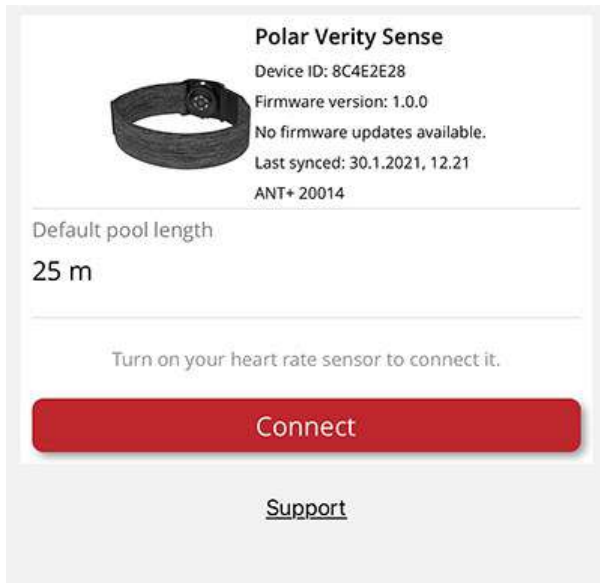 Polar Verity Sense
Device ID: 8C4E2E28
Firmware version: 1.0.0
No firmware updates available.
Last synced: 30.1.2021, 12.21
ANT+ 20014
Default pool length
25 m
Turn on your heart rate sensor to connect it.
Connect
Support